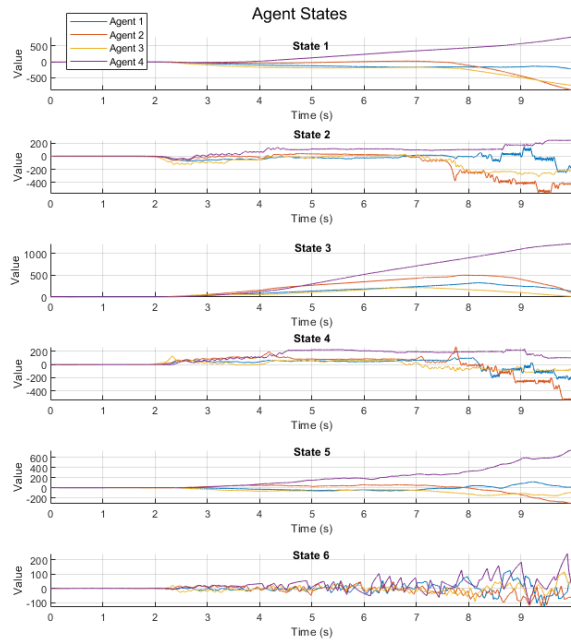 Agent States
Agent 1
Agent 2
Agent 3
Agent 4
State 1
Value
500
0
-500
0 1 2 3 4 5 6 7 8 9
Time (s)
State 2
Value
200
0
-200
-400
0 1 2 3 4 5 6 7 8 9
Time (s)
State 3
Value
1000
500
0
0 1 2 3 4 5 6 7 8 9
Time (s)
State 4
Value
200
0
-200
-400
0 1 2 3 4 5 6 7 8 9
Time (s)
State 5
Value
600
400
200
0
-200
0 1 2 3 4 5 6 7 8 9
Time (s)
State 6
Value
200
100
0
-100
0 1 2 3 4 5 6 7 8 9
Time (s)